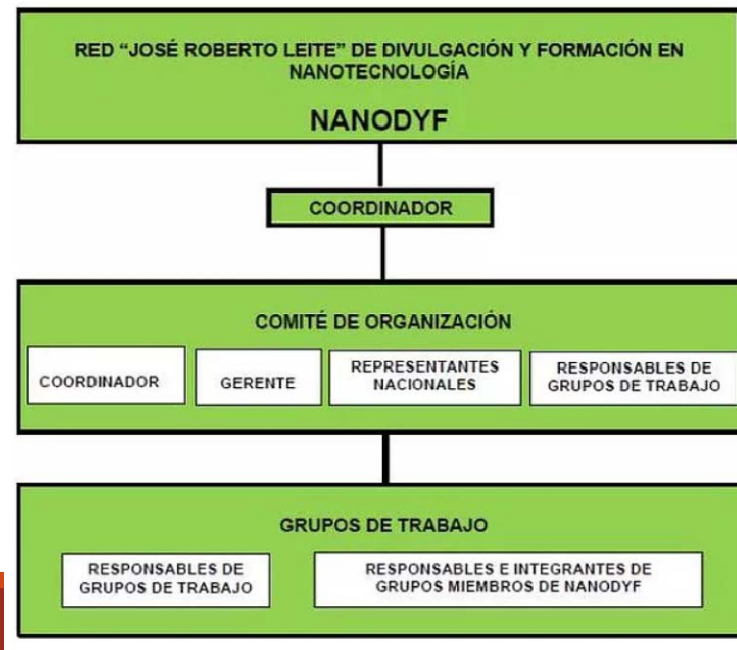 RED “JOSÉ ROBERTO LEITE” DE DIVULGACIÓN Y FORMACIÓN EN
NANOTECNOLOGÍA
NANODYF
COORDINADOR
COMITÉ DE ORGANIZACIÓN
COORDINADOR
GERENTE
REPRESENTANTES
NACIONALES
RESPONSABLES DE
GRUPOS DE TRABAJO
GRUPOS DE TRABAJO
RESPONSABLES DE
GRUPOS DE TRABAJO
RESPONSABLES E INTEGRANTES DE
GRUPOS MIEMBROS DE NANODYF